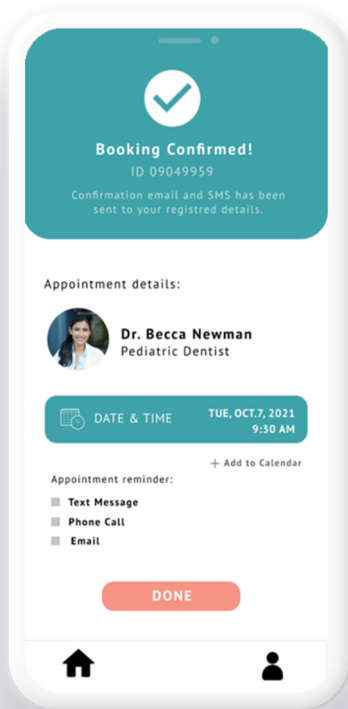 Booking Confirmed!
ID 09049959
Confirmation email and SMS has been
sent to your registred details.
Appointment details:
Dr. Becca Newman
Pediatric Dentist
DATE & TIME
TUE, OCT.7, 2021
9:30 AM
+ Add to Calendar
Appointment reminder:
Text Message
Phone Call
Email
DONE